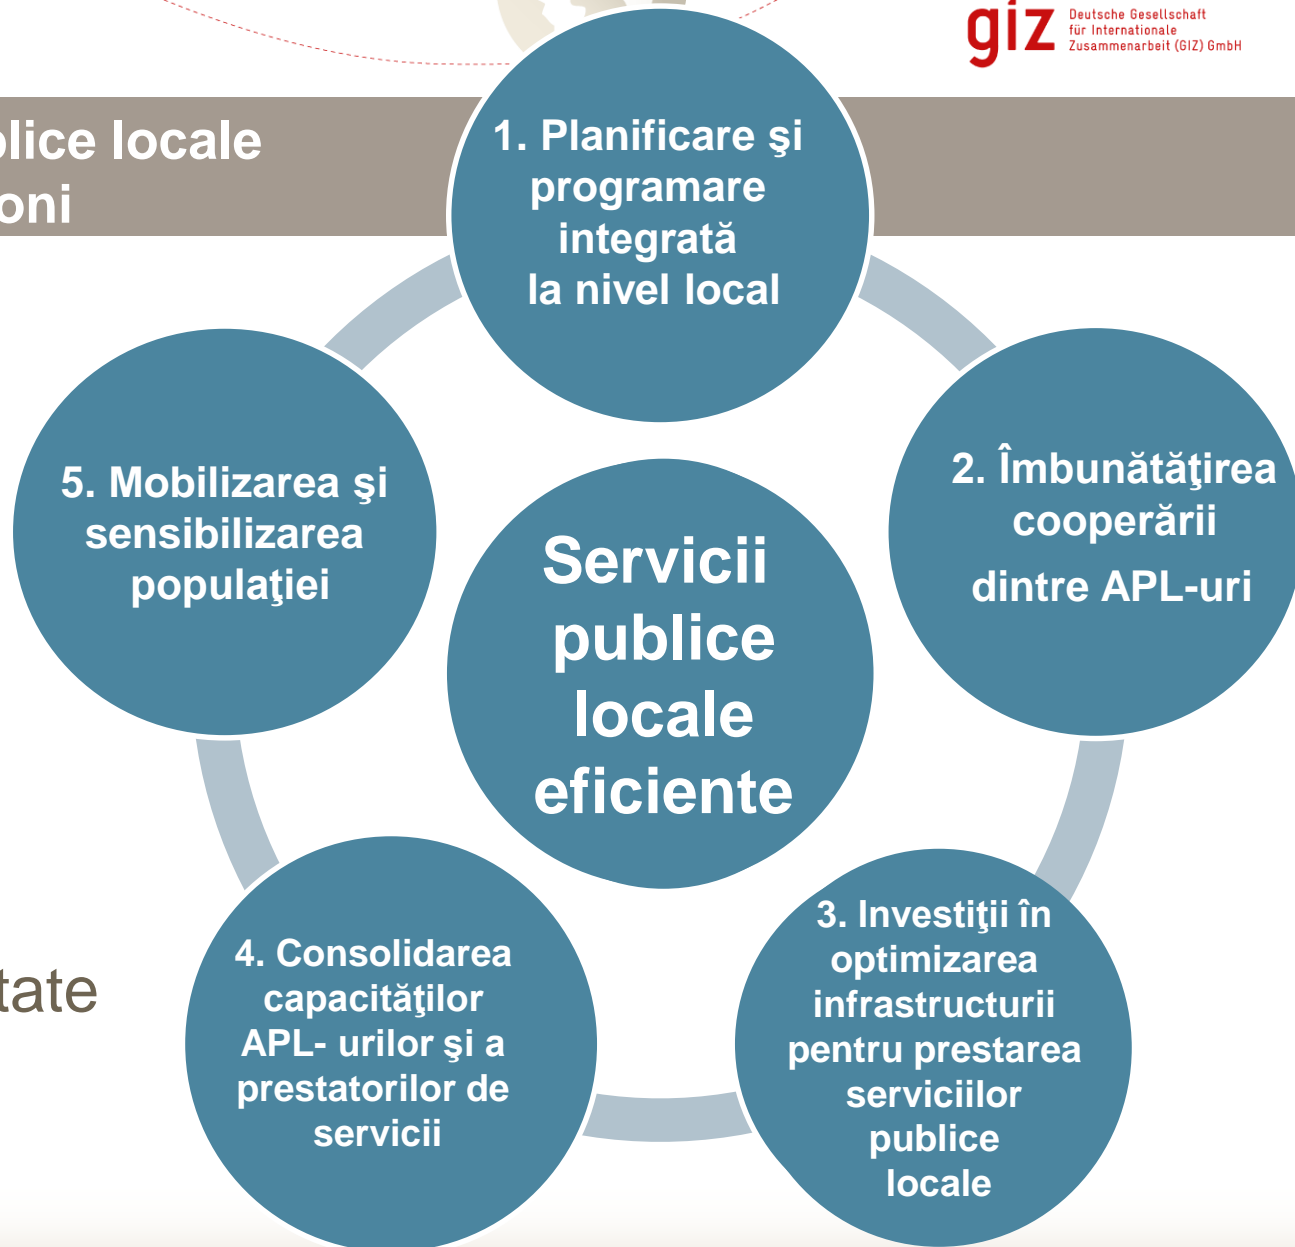 giz
Deutsche Gesellschaft
für Internationale
Zusammenarbeit (GIZ) GmbH
lice locale
oni
1. Planificare şi
programare
integrată
la nivel local
2. Îmbunătăţirea
cooperării
dintre APL-uri
3. Investiţii în
optimizarea
infrastructurii
pentru prestarea
serviciilor
publice
locale
4. Consolidarea
capacităţilor
APL- urilor şi a
prestatorilor de
servicii
5. Mobilizarea şi
sensibilizarea
populaţiei
Servicii
publice
locale
eficiente
tate